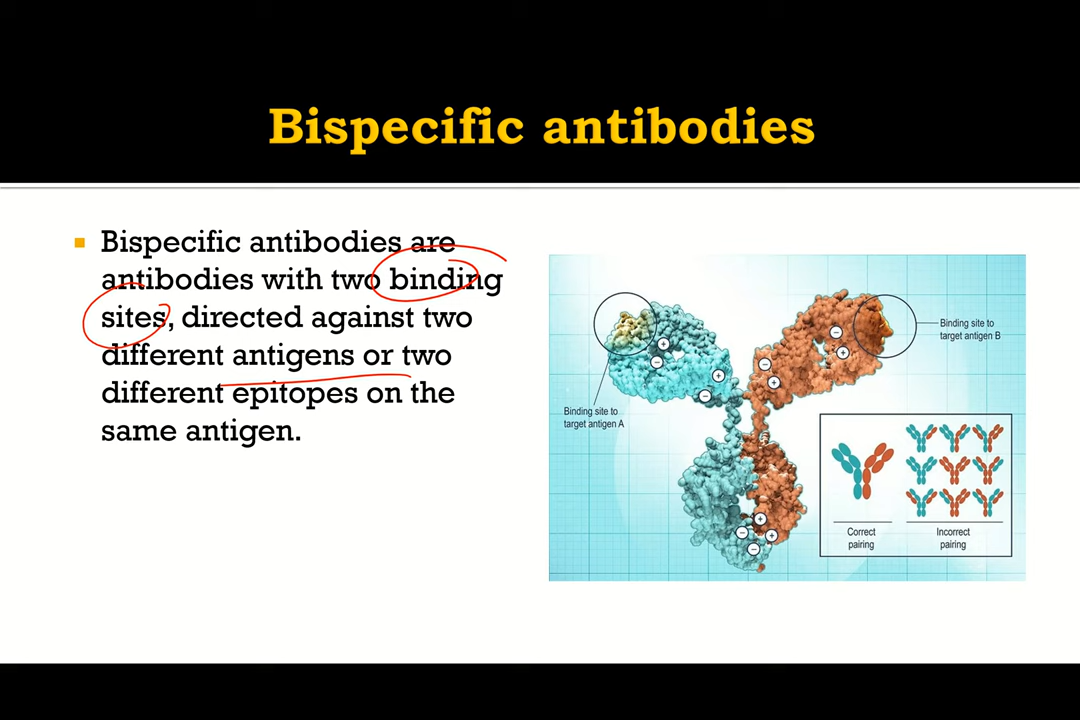 Bispecific antibodies
Bispecific antibodies are
antibodies with two binding
sites, directed against two
different antigens or two
different epitopes on the
same antigen.
Binding site to
target antigen A
Binding site to
target antigen B
Correct
pairing
Incorrect
pairing